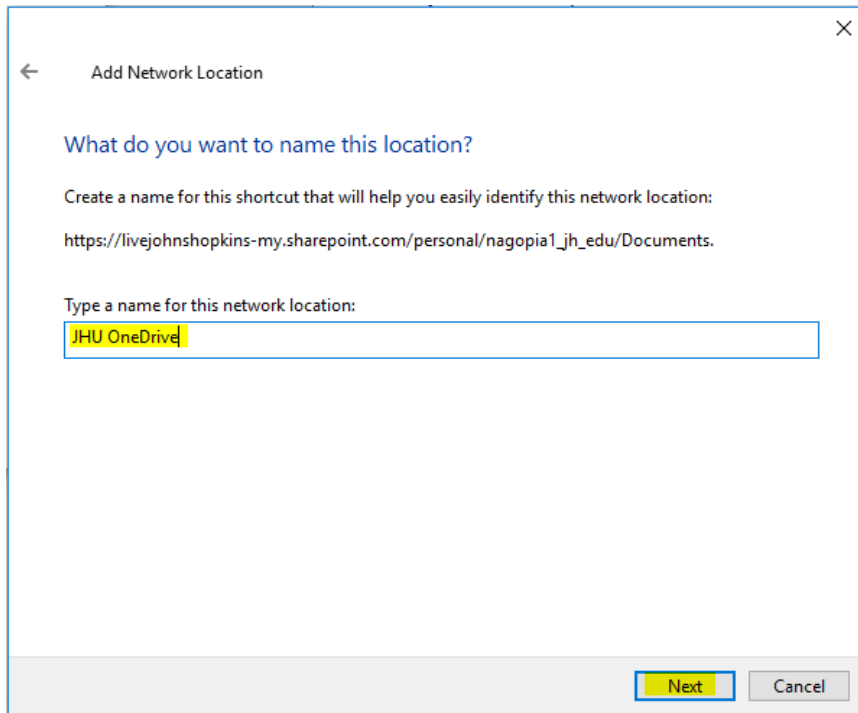 Add Network Location
What do you want to name this location?
Create a name for this shortcut that will help you easily identify this network location:
https://livejohnshopkins-my.sharepoint.com/personal/nagopia1_jh_edu/Documents.
Type a name for this network location:
JHU OneDrive
Next Cancel